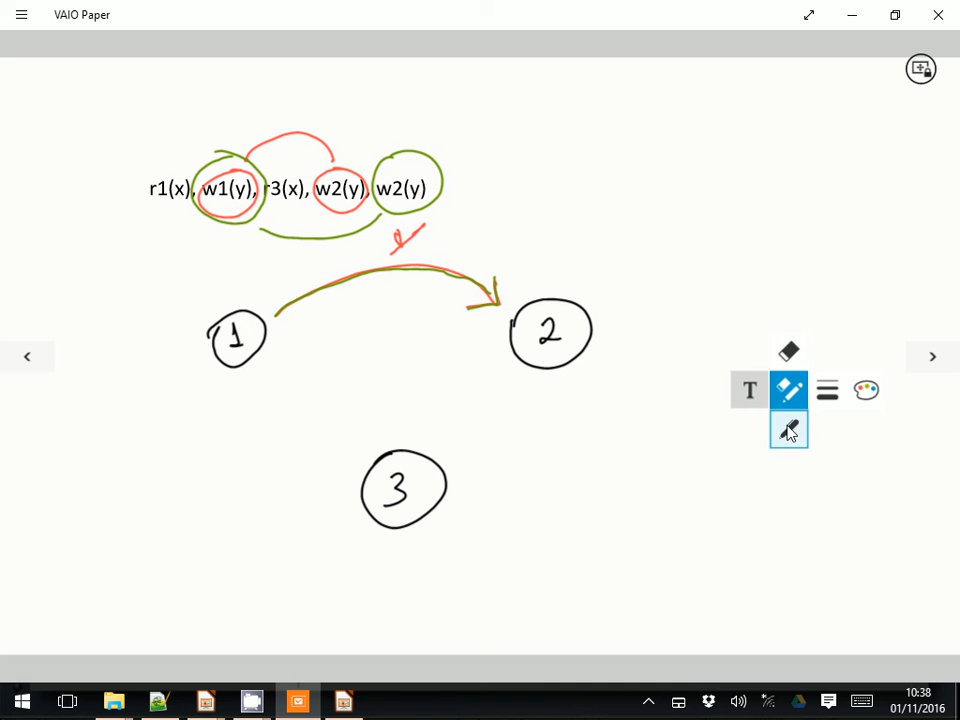 VAIO Paper
r1(x), w1(y), r3(x), w2(y), w2(y)
1
2
T
3
10:38
01/11/2016